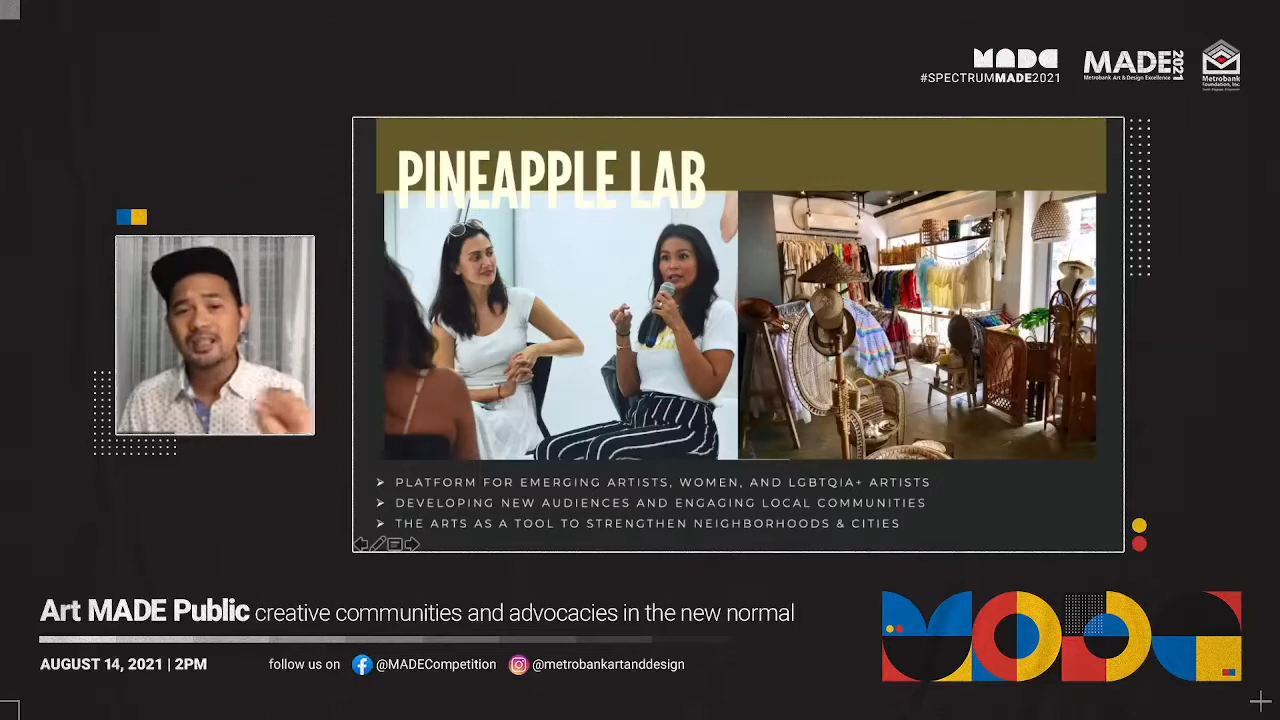 MADE
#SPECTRUMMADE2021
MADE 2021
Metrobank Art & Design Excellence
Metrobank
Foundation, Inc.
PINEAPPLE LAB
➢ PLATFORM FOR EMERGING ARTISTS, WOMEN, AND LGBTQIA+ ARTISTS
➢ DEVELOPING NEW AUDIENCES AND ENGAGING LOCAL COMMUNITIES
➢ THE ARTS AS A TOOL TO STRENGTHEN NEIGHBORHOODS & CITIES
Art MADE Public creative communities and advocacies in the new normal
AUGUST 14, 2021 | 2PM
follow us on @MADECompetition @metrobankartanddesign
MADE